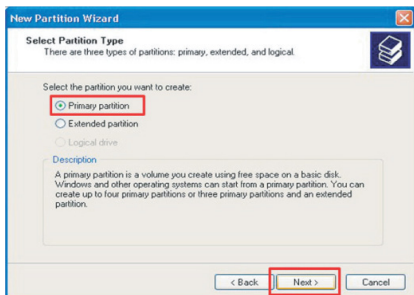 New Partition Wizard
Select Partition Type
There are three types of partitions: primary, extended, and logical.
Select the partition you want to create:
Primary partition
Extended partition
Logical drive
Description
A primary partition is a volume you create using free space on a basic disk.
Windows and other operating systems can start from a primary partition. You can
create up to four primary partitions or three primary partitions and an extended
partition.
< Back Next > Cancel